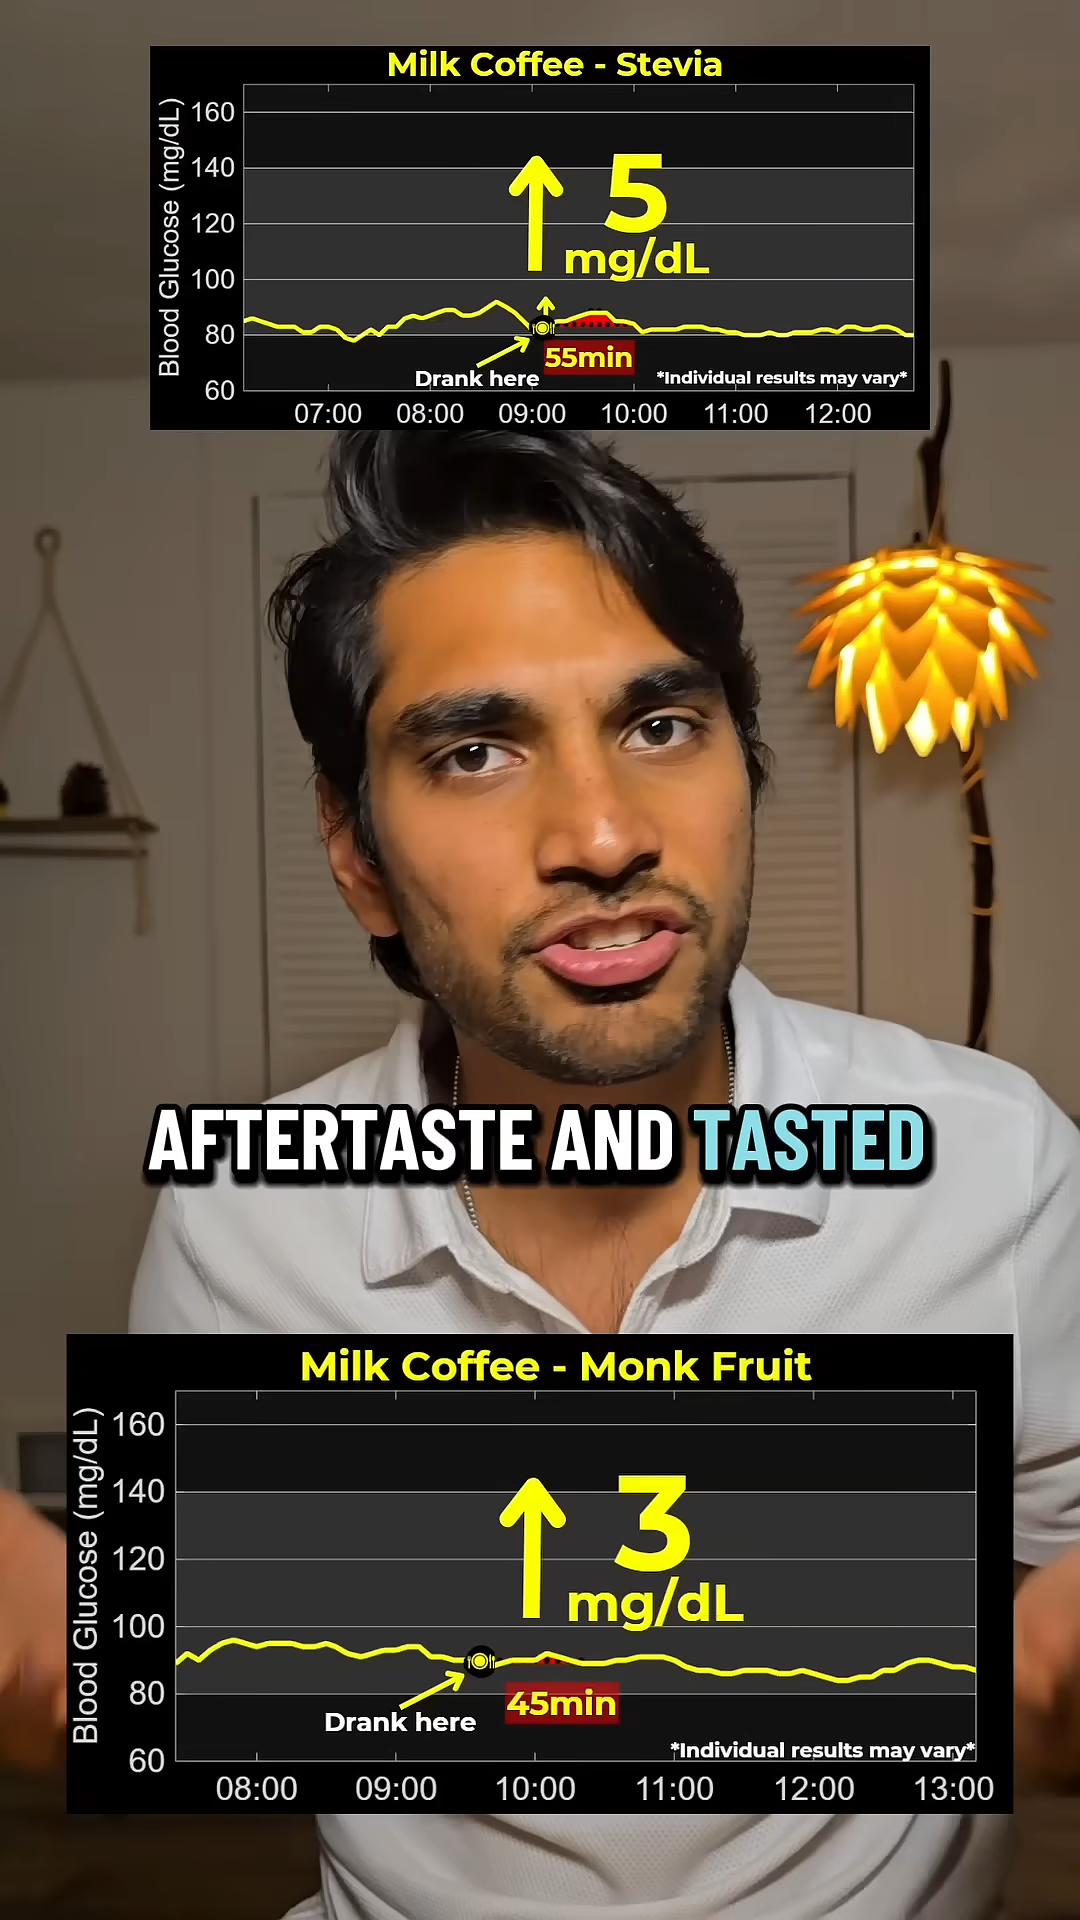 Milk Coffee - Stevia
Blood Glucose (mg/dL)
160
140
120
100
80
60
5
mg/dL
55min
Drank here
*Individual results may vary*
07:00 08:00 09:00 10:00 11:00 12:00
AFTERTASTE AND TASTED
Milk Coffee - Monk Fruit
Blood Glucose (mg/dL)
160
140
120
100
80
60
3
mg/dL
45min
Drank here
*Individual results may vary*
08:00 09:00 10:00 11:00 12:00 13:00